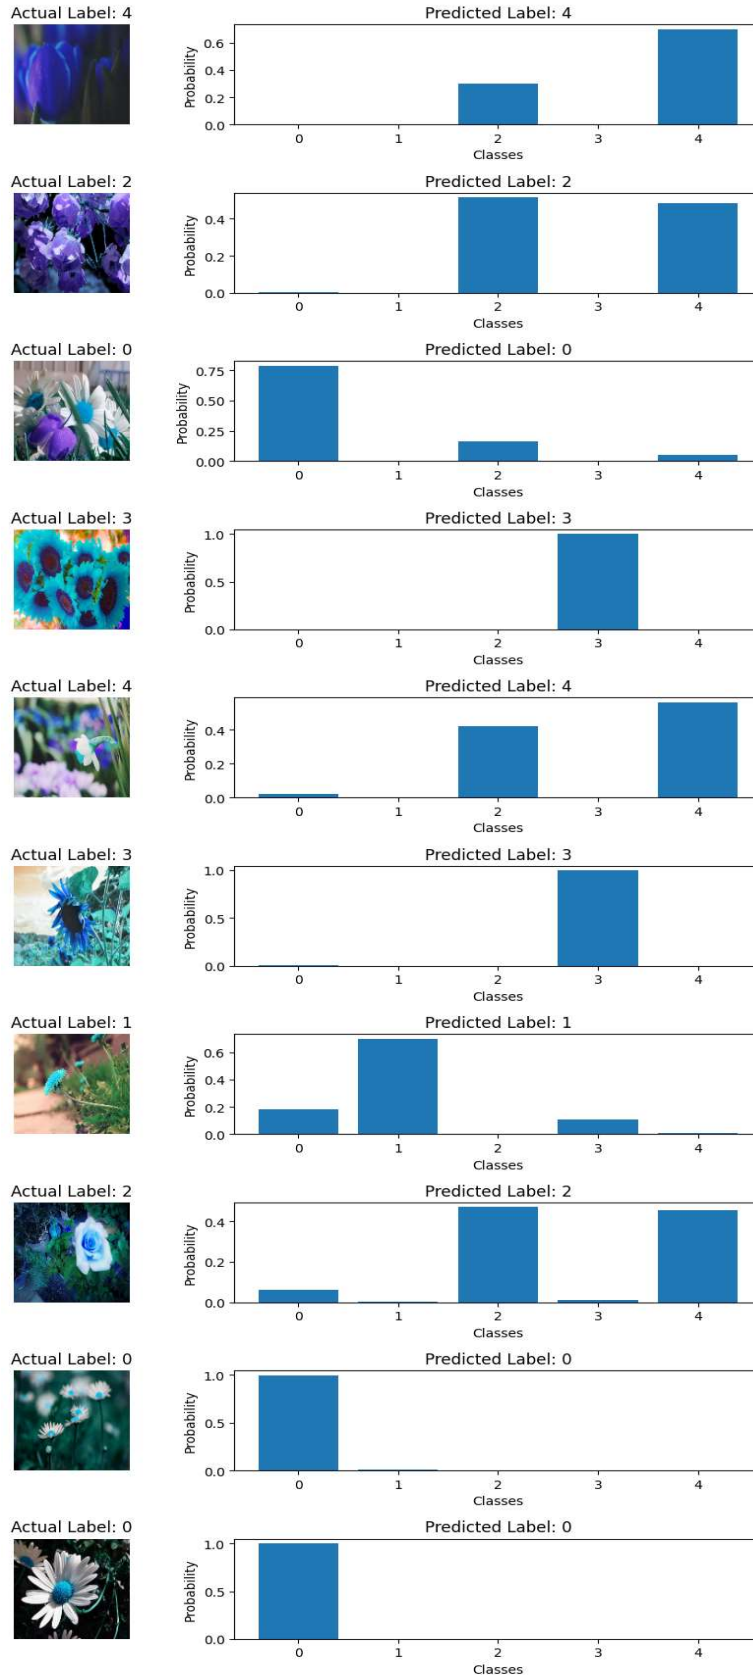 Actual Label: 4 Predicted Label: 4
Probability
0.6
0.4
0.2
0.0
0 1 2 3 4
Classes
Actual Label: 2 Predicted Label: 2
Probability
0.4
0.2
0.0
0 1 2 3 4
Classes
Actual Label: 0 Predicted Label: 0
Probability
0.75
0.50
0.25
0.00
0 1 2 3 4
Classes
Actual Label: 3 Predicted Label: 3
Probability
1.0
0.5
0.0
0 1 2 3 4
Classes
Actual Label: 4 Predicted Label: 4
Probability
0.4
0.2
0.0
0 1 2 3 4
Classes
Actual Label: 3 Predicted Label: 3
Probability
1.0
0.5
0.0
0 1 2 3 4
Classes
Actual Label: 1 Predicted Label: 1
Probability
0.6
0.4
0.2
0.0
0 1 2 3 4
Classes
Actual Label: 2 Predicted Label: 2
Probability
0.4
0.2
0.0
0 1 2 3 4
Classes
Actual Label: 0 Predicted Label: 0
Probability
1.0
0.5
0.0
0 1 2 3 4
Classes
Actual Label: 0 Predicted Label: 0
Probability
1.0
0.5
0.0
0 1 2 3 4
Classes